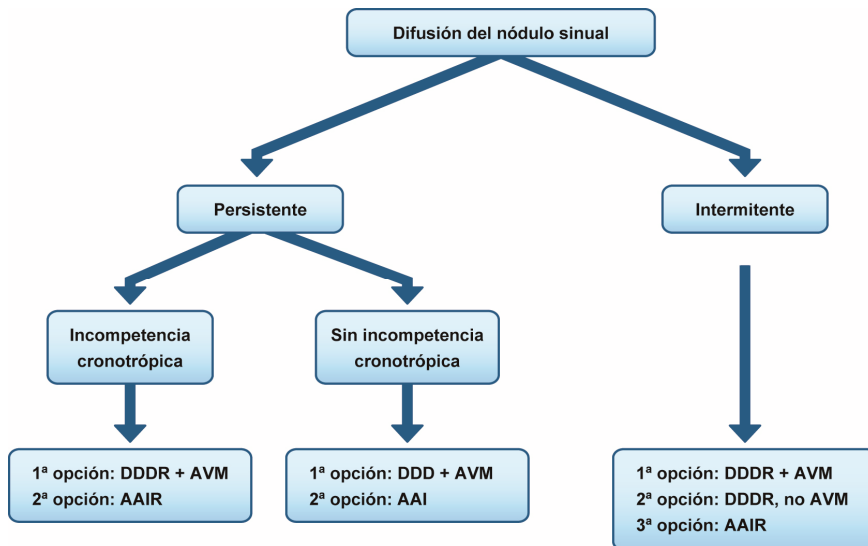 Difusión del nódulo sinual
Persistente
Intermitente
Incompetencia
cronotrópica
Sin incompetencia
cronotrópica
1ª opción: DDDR + AVM
2ª opción: AAIR
1ª opción: DDD + AVM
2ª opción: AAI
1ª opción: DDDR + AVM
2ª opción: DDDR, no AVM
3ª opción: AAIR